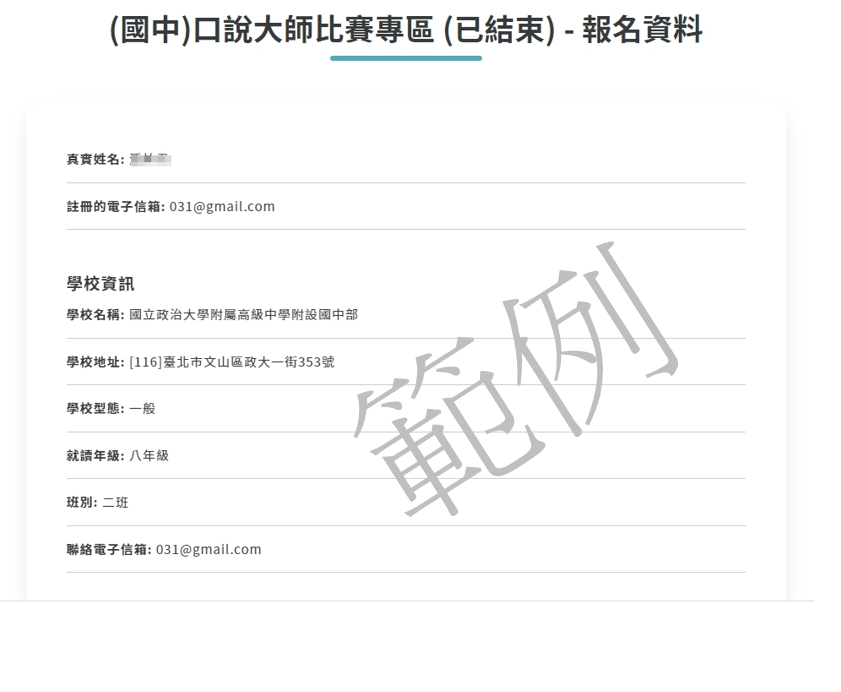 (國中)口說大師比賽專區 (已結束) - 報名資料
真實姓名:
註冊的電子信箱: 031@gmail.com
學校資訊
學校名稱: 國立政治大學附屬高級中學附設國中部
學校地址: [116]臺北市文山區政大一街353號
學校型態: 一般
就讀年級: 八年級
班別: 二班
聯絡電子信箱: 031@gmail.com
範例